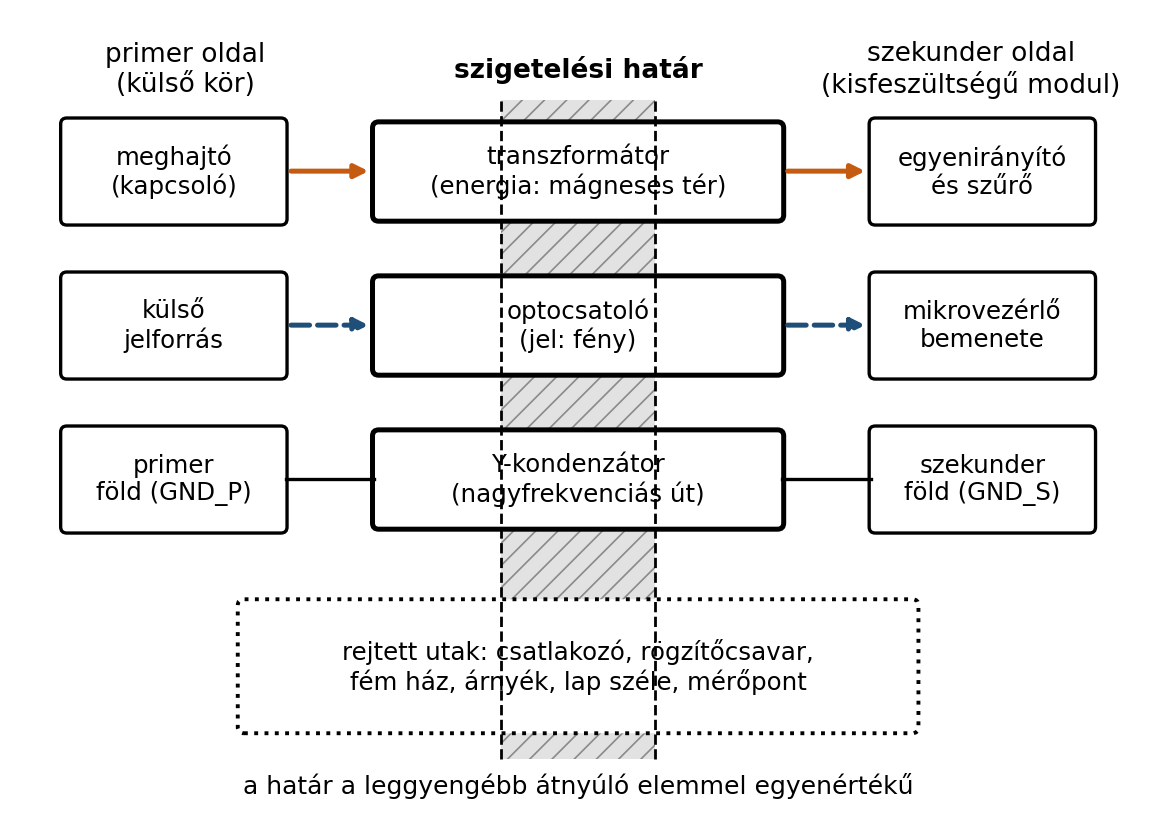 primer oldal
(külső kör)
szigetelési határ
szekunder oldal
(kisfeszültségű modul)
meghajtó
(kapcsoló)
transzformátor
(energia: mágneses tér)
egyenirányító
és szűrő
külső
jelforrás
optocsatoló
(jel: fény)
mikrovezérlő
bemenete
primer
föld (GND_P)
Y-kondenzátor
(nagyfrekvenciás út)
szekunder
föld (GND_S)
rejtett utak: csatlakozó, rögzítőcsavar,
fém ház, árnyék, lap széle, mérőpont
a határ a leggyengébb átnyúló elemmel egyenértékű